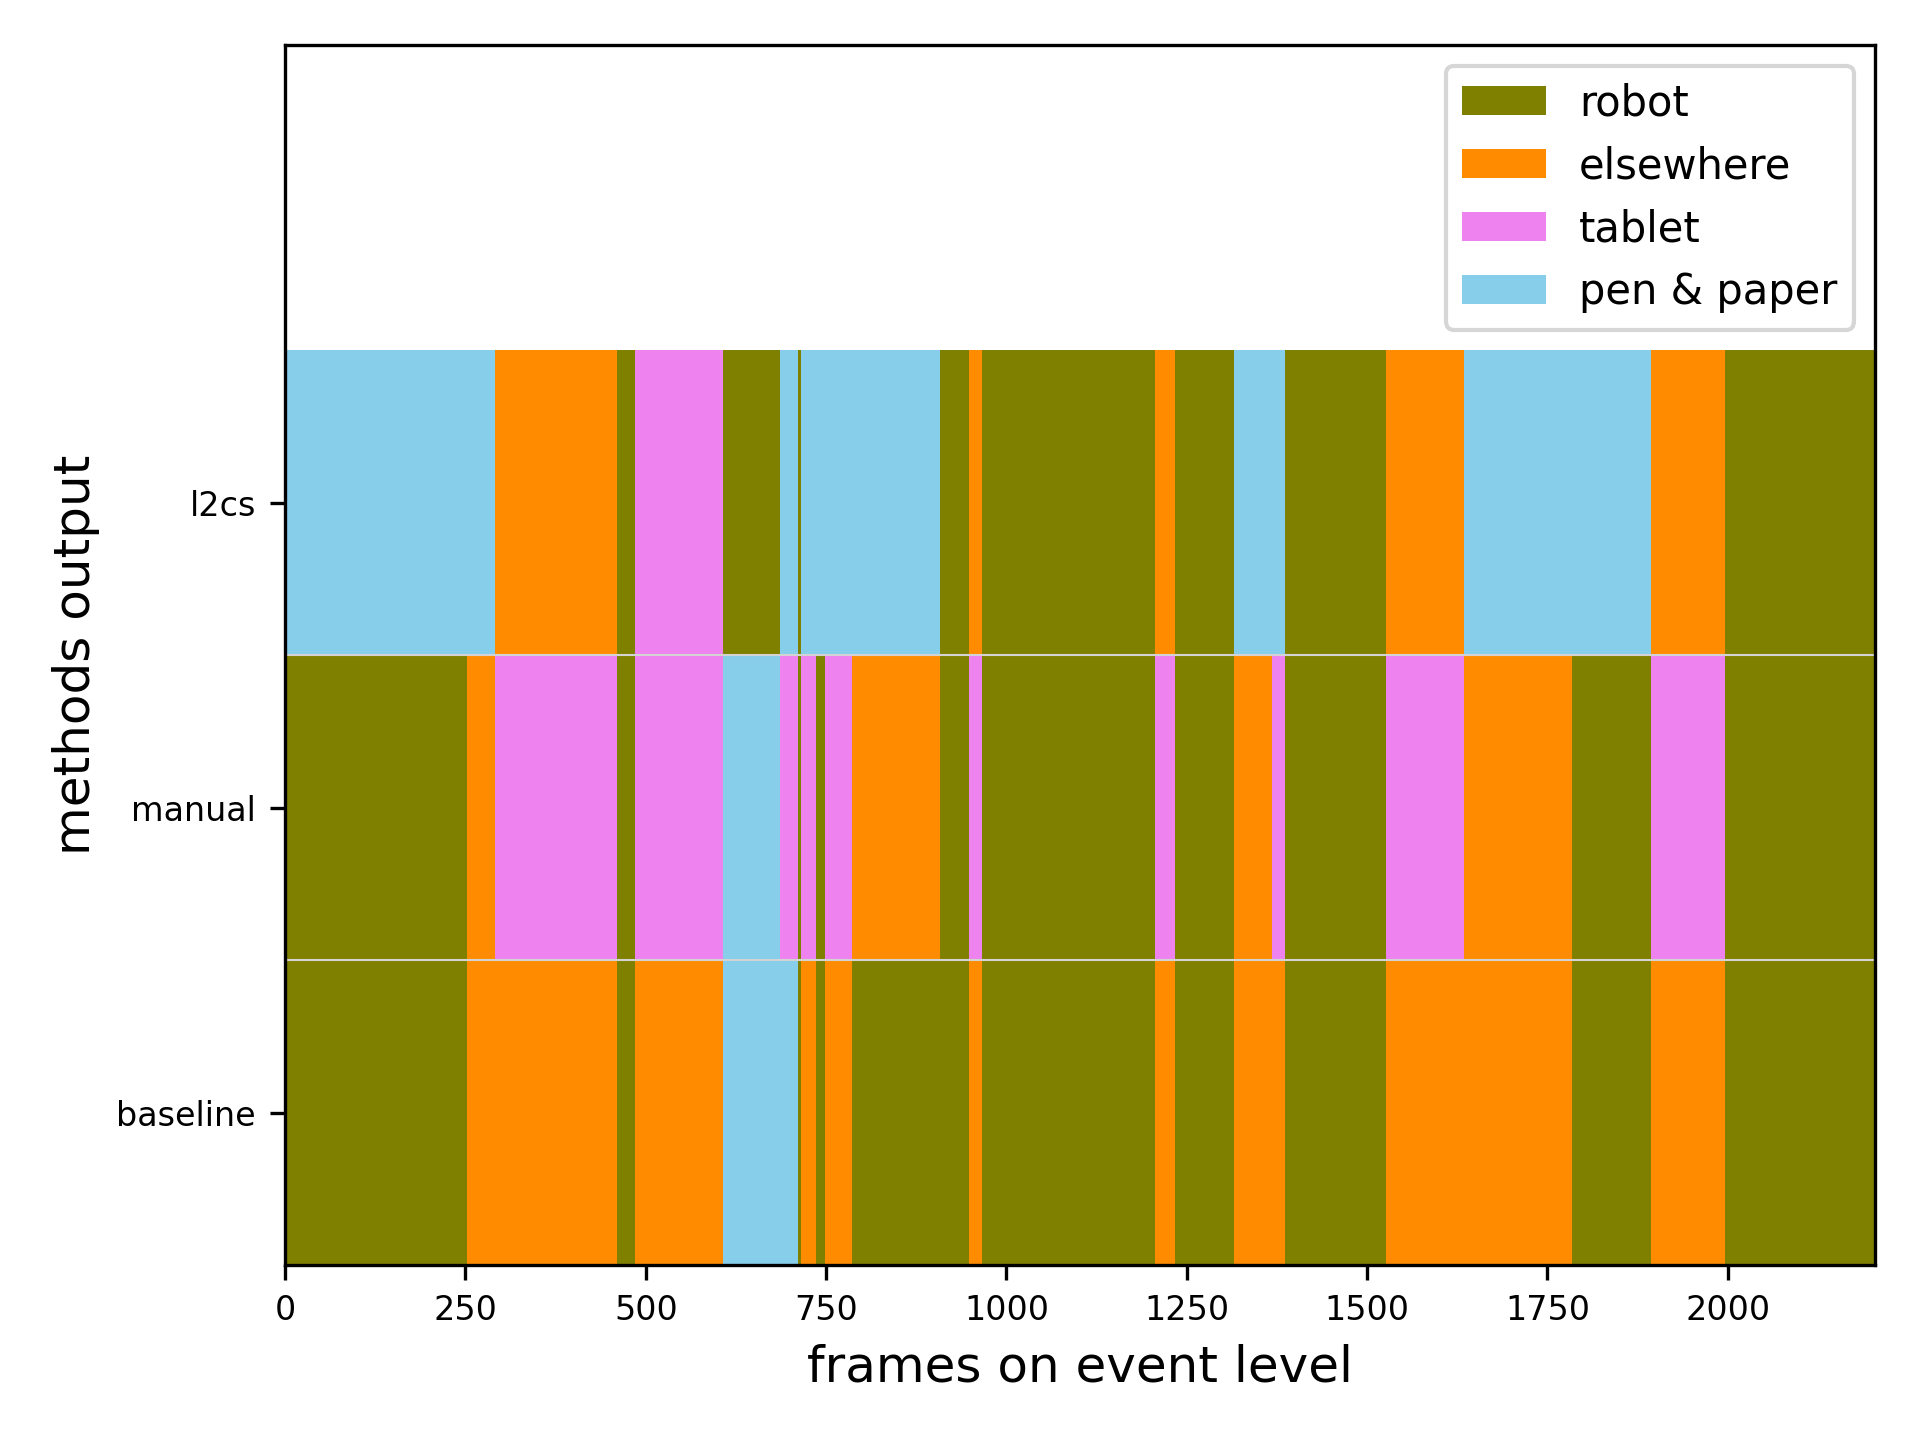 robot
elsewhere
tablet
pen & paper
methods output
l2cs
manual
baseline
0 250 500 750 1000 1250 1500 1750 2000
frames on event level